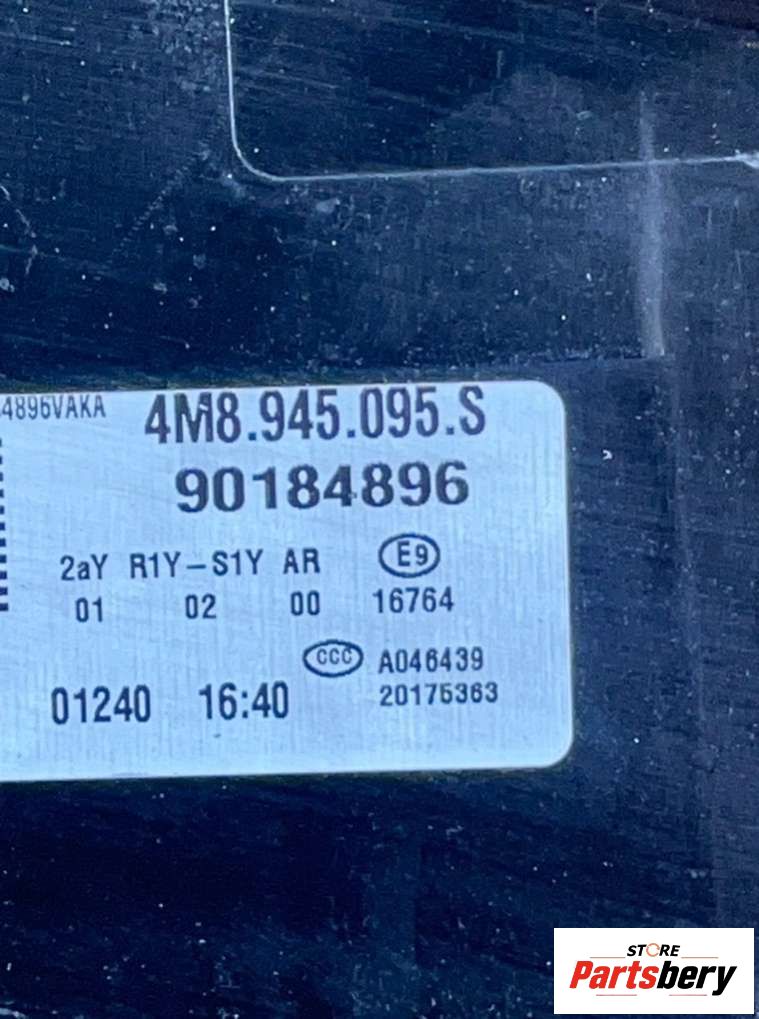 4896VAKA 4M8.945.095.S
90184896
2aY R1Y-S1Y AR E9
01 02 00 16764
CCC A046439
01240 16:40 20175363
STORE
Partsbery